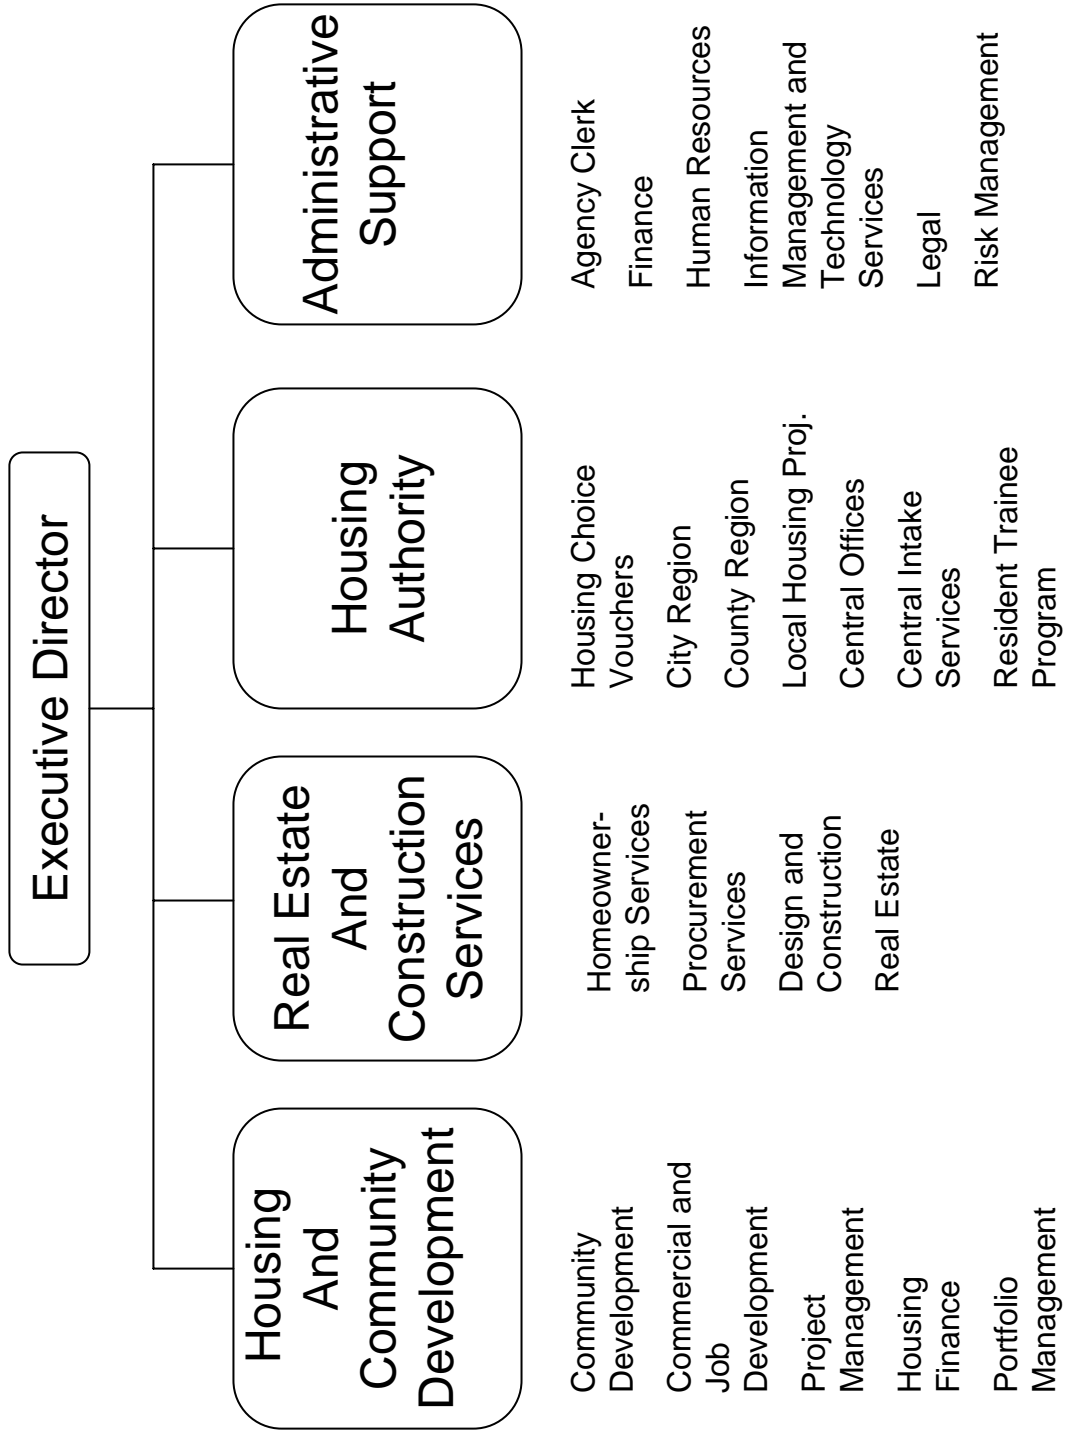 Executive Director
Housing
And
Community
Development
Real Estate
And
Construction
Services
Housing
Authority
Administrative
Support
Community
Development
Commercial and
Job
Development
Project
Management
Housing
Finance
Portfolio
Management
Homeowner-
ship Services
Procurement
Services
Design and
Construction
Real Estate
Housing Choice
Vouchers
City Region
County Region
Local Housing Proj.
Central Offices
Central Intake
Services
Resident Trainee
Program
Agency Clerk
Finance
Human Resources
Information
Management and
Technology
Services
Legal
Risk Management